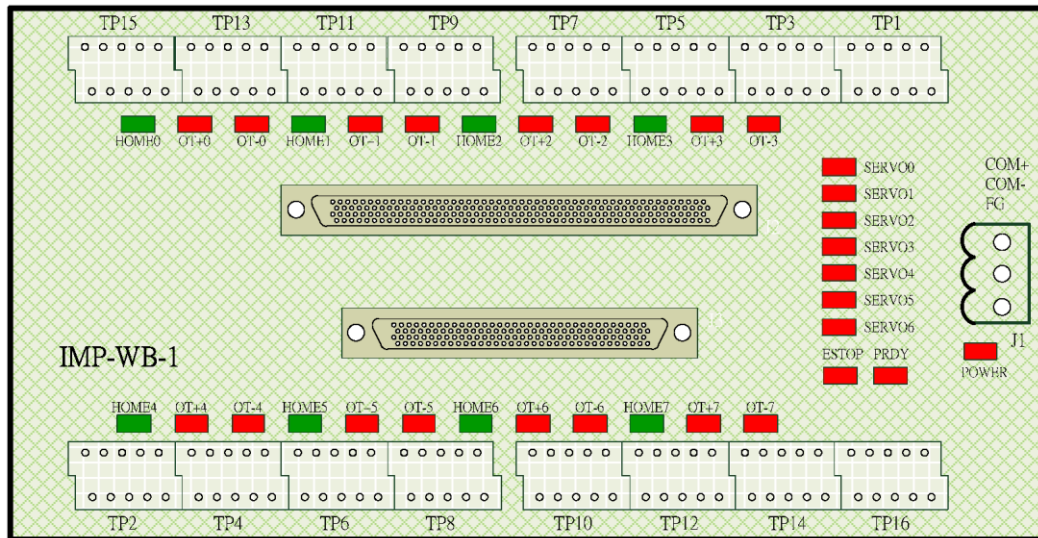 TP15 TP13 TP11 TP9 TP7 TP5 TP3 TP1
HOME0 OT+0 OT-0 HOME1 OT+1 OT-1 HOME2 OT+2 OT-2 HOME3 OT+3 OT-3
SERVO0
SERVO1
SERVO2
SERVO3
SERVO4
SERVO5
SERVO6
COM+
COM-
FG
J1
ESTOP PRDY
POWER
IMP-WB-1
HOME4 OT+4 OT-4 HOME5 OT+5 OT-5 HOME6 OT+6 OT-6 HOME7 OT+7 OT-7
TP2 TP4 TP6 TP8 TP10 TP12 TP14 TP16